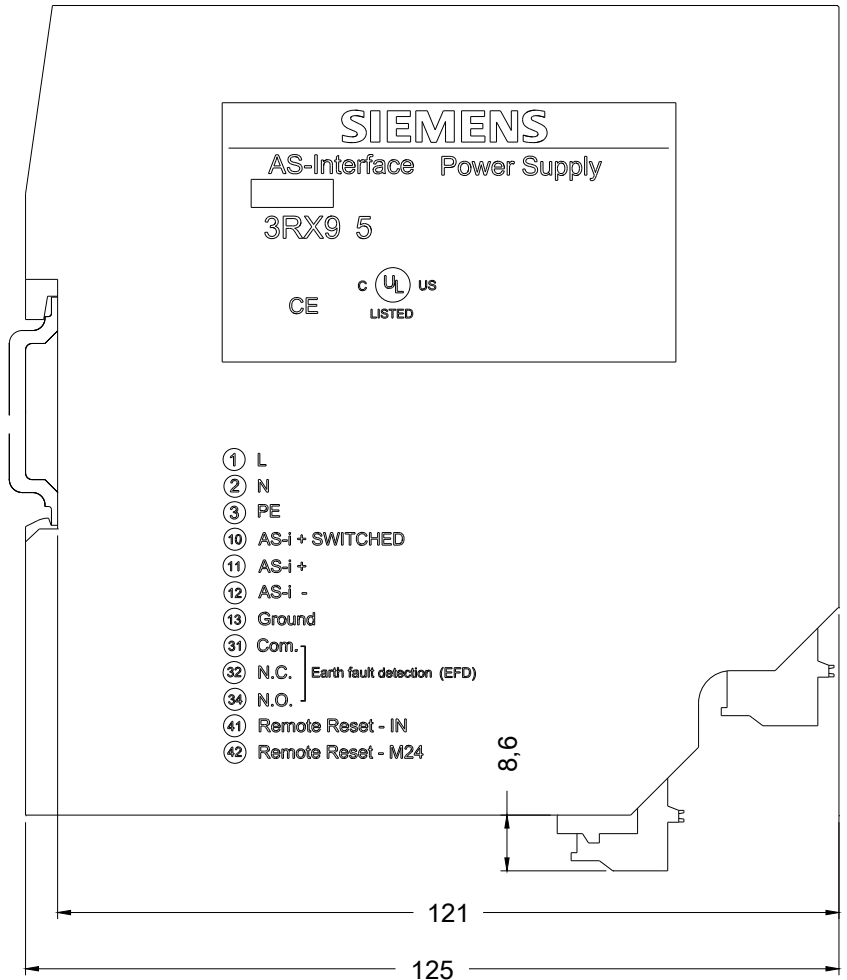 SIEMENS
AS-Interface Power Supply
3RX9 5
C UL US
LISTED
CE
1 L
2 N
3 PE
10 AS-i + SWITCHED
11 AS-i +
12 AS-i -
13 Ground
31 Com.
32 N.C. Earth fault detection (EFD)
34 N.O.
41 Remote Reset - IN
42 Remote Reset - M24
8,6
121
125